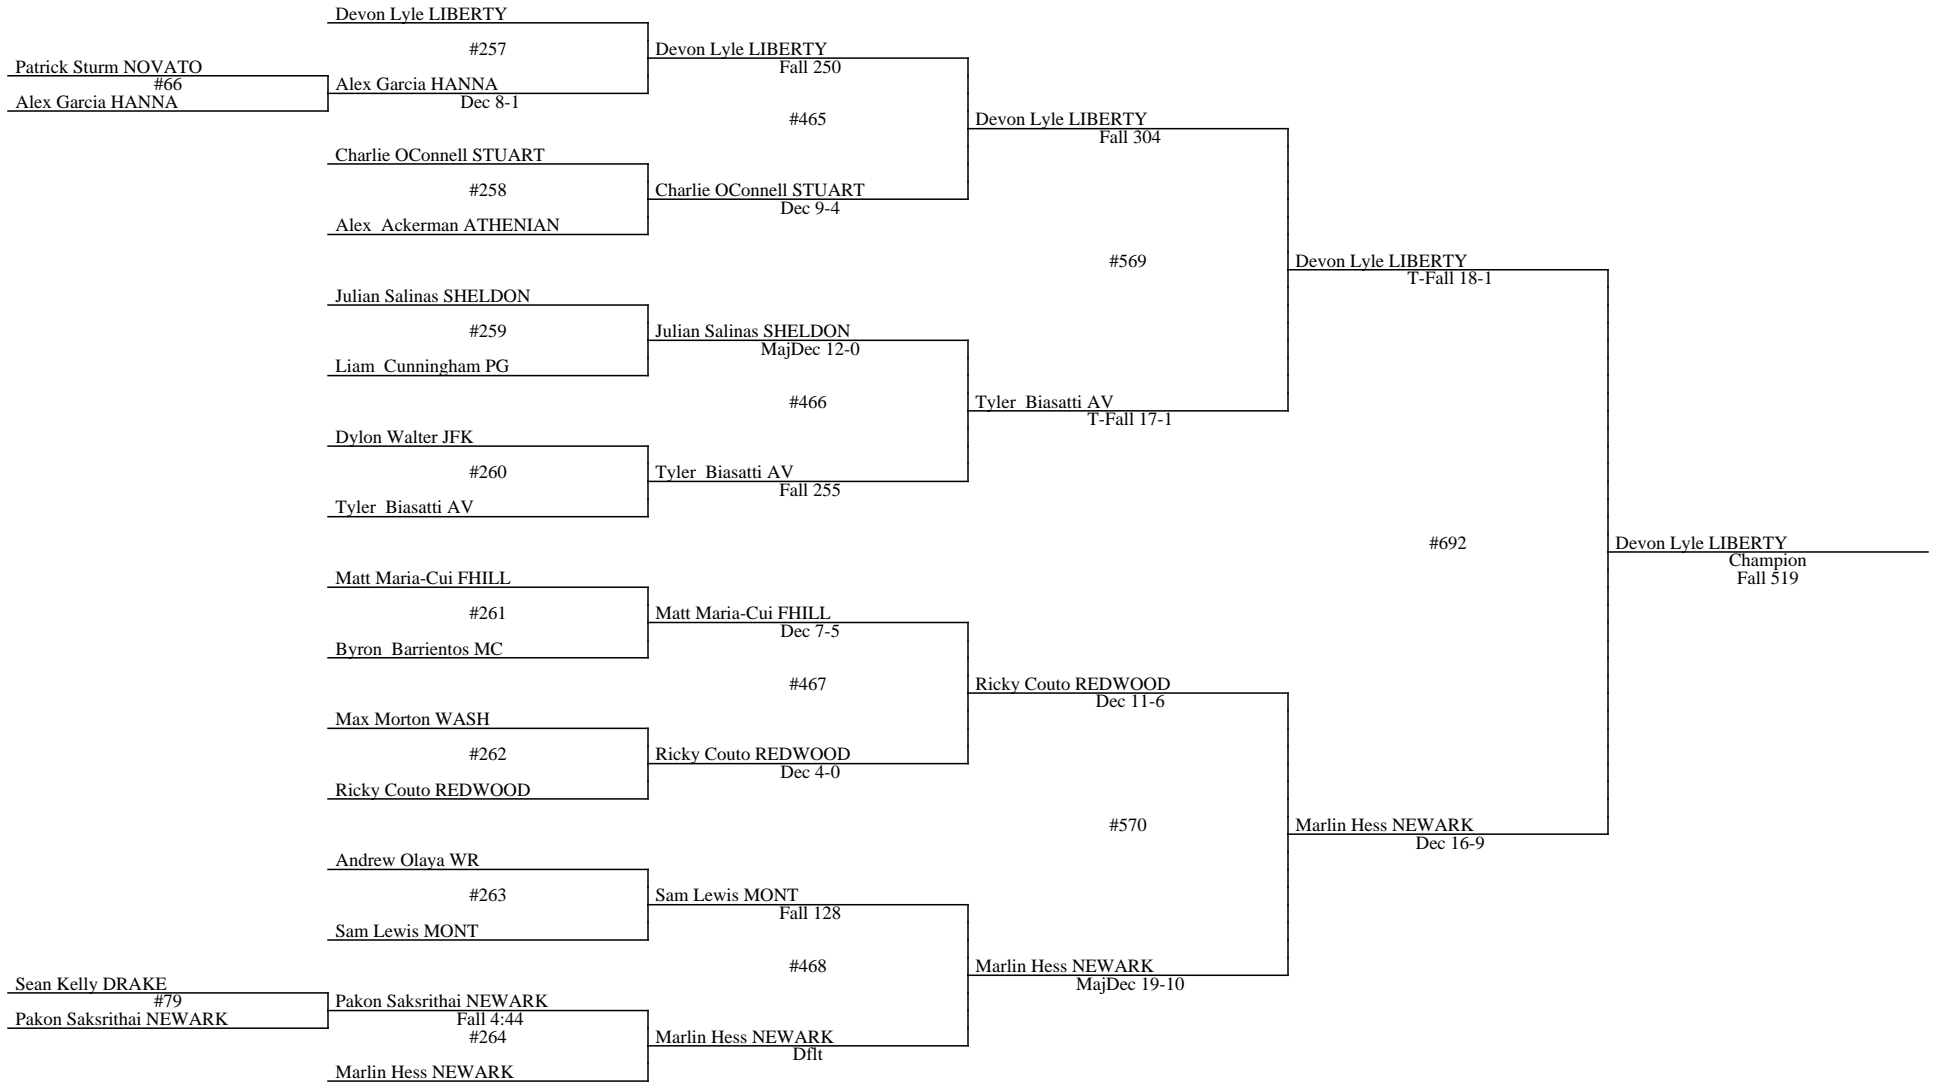 Devon Lyle LIBERTY
#257
Devon Lyle LIBERTY
Fall 250
Patrick Sturm NOVATO
#66
Alex Garcia HANNA
Alex Garcia HANNA
Dec 8-1
#465
Devon Lyle LIBERTY
Fall 304
Charlie OConnell STUART
#258
Charlie OConnell STUART
Dec 9-4
Alex Ackerman ATHENIAN
#569
Devon Lyle LIBERTY
T-Fall 18-1
Julian Salinas SHELDON
#259
Julian Salinas SHELDON
MajDec 12-0
Liam Cunningham PG
#466
Tyler Biasatti AV
T-Fall 17-1
Dylon Walter JFK
#260
Tyler Biasatti AV
Fall 255
Tyler Biasatti AV
#692
Devon Lyle LIBERTY
Champion
Fall 519
Matt Maria-Cui FHILL
#261
Matt Maria-Cui FHILL
Dec 7-5
Byron Barrientos MC
#467
Ricky Couto REDWOOD
Dec 11-6
Max Morton WASH
#262
Ricky Couto REDWOOD
Dec 4-0
Ricky Couto REDWOOD
#570
Marlin Hess NEWARK
Dec 16-9
Andrew Olaya WR
#263
Sam Lewis MONT
Fall 128
Sam Lewis MONT
#468
Marlin Hess NEWARK
MajDec 19-10
Sean Kelly DRAKE
#79
Pakon Saksrithai NEWARK
Pakon Saksrithai NEWARK
Fall 4:44
#264
Marlin Hess NEWARK
Dflt
Marlin Hess NEWARK